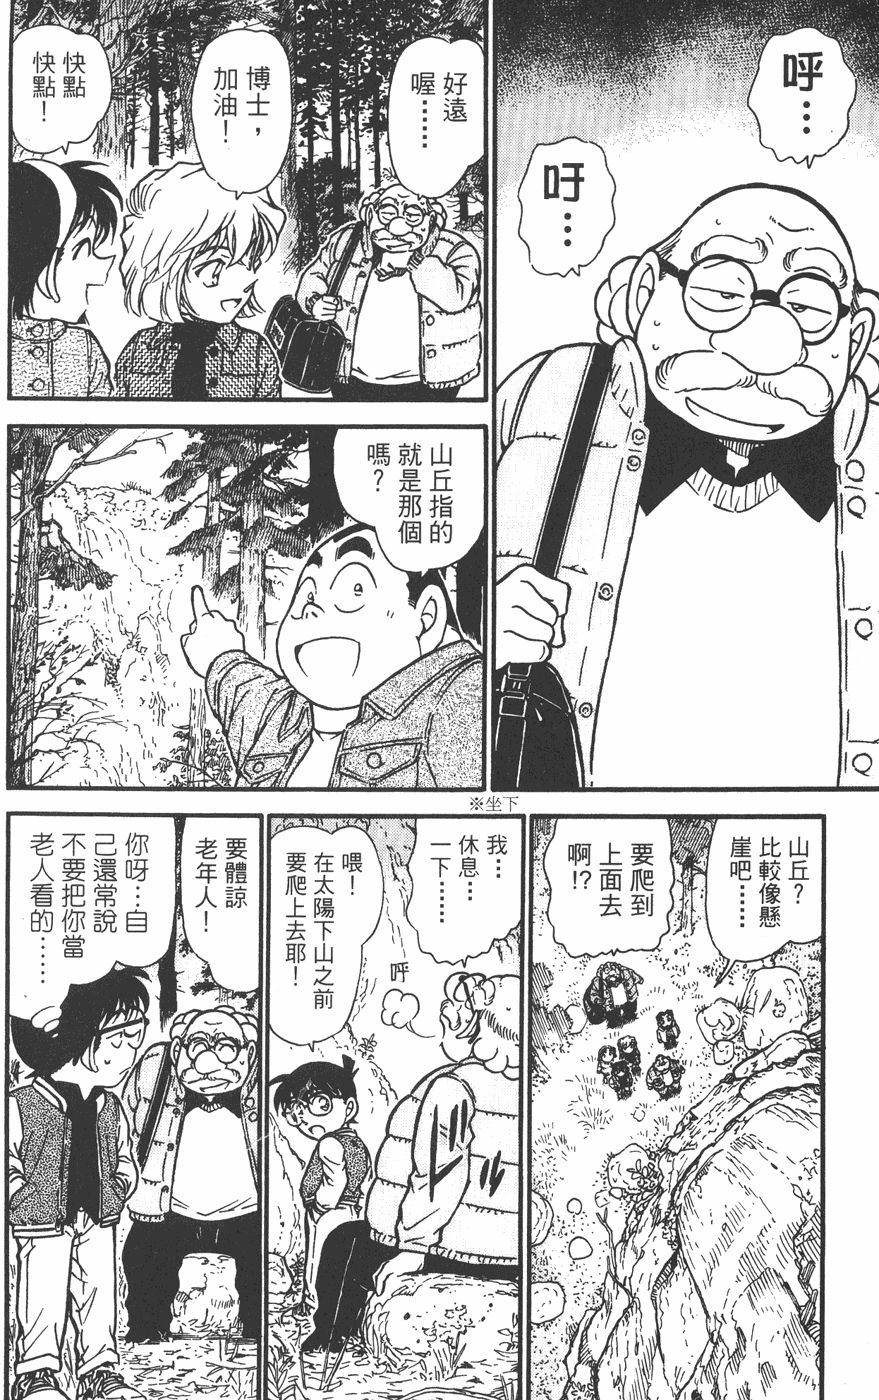 呼…
吁…
好遠
喔……
博士，
加油！
快點
快點！
山丘指的
就是那個
嗎？
※坐下
山丘？
比較像懸
崖吧……
要爬到
上面去
啊!?
我…
休息…
一下……
呼
喂！
在太陽下山之前
要爬上去耶！
要體諒
老年人！
你呀…自
己還常說
不要把你當
老人看的……